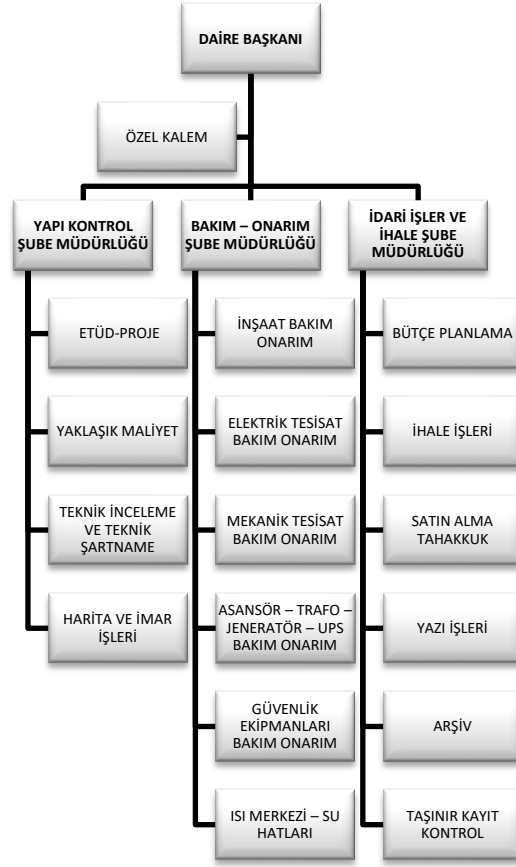 DAİRE BAŞKANI
ÖZEL KALEM
YAPI KONTROL
ŞUBE MÜDÜRLÜĞÜ
ETÜD-PROJE
YAKLAŞIK MALİYET
TEKNİK İNCELEME
VE TEKNİK
ŞARTNAME
HARİTA VE İMAR
İŞLERİ
BAKIM – ONARIM
ŞUBE MÜDÜRLÜĞÜ
İNŞAAT BAKIM
ONARIM
ELEKTRİK TESİSAT
BAKIM ONARIM
MEKANİK TESİSAT
BAKIM ONARIM
ASANSÖR – TRAFO –
JENERATÖR – UPS
BAKIM ONARIM
GÜVENLİK
EKİPMANLARI
BAKIM ONARIM
ISI MERKEZİ – SU
HATLARI
İDARİ İŞLER VE
İHALE ŞUBE
MÜDÜRLÜĞÜ
BÜTÇE PLANLAMA
İHALE İŞLERİ
SATIN ALMA
TAHAKKUK
YAZI İŞLERİ
ARŞİV
TAŞINIR KAYIT
KONTROL